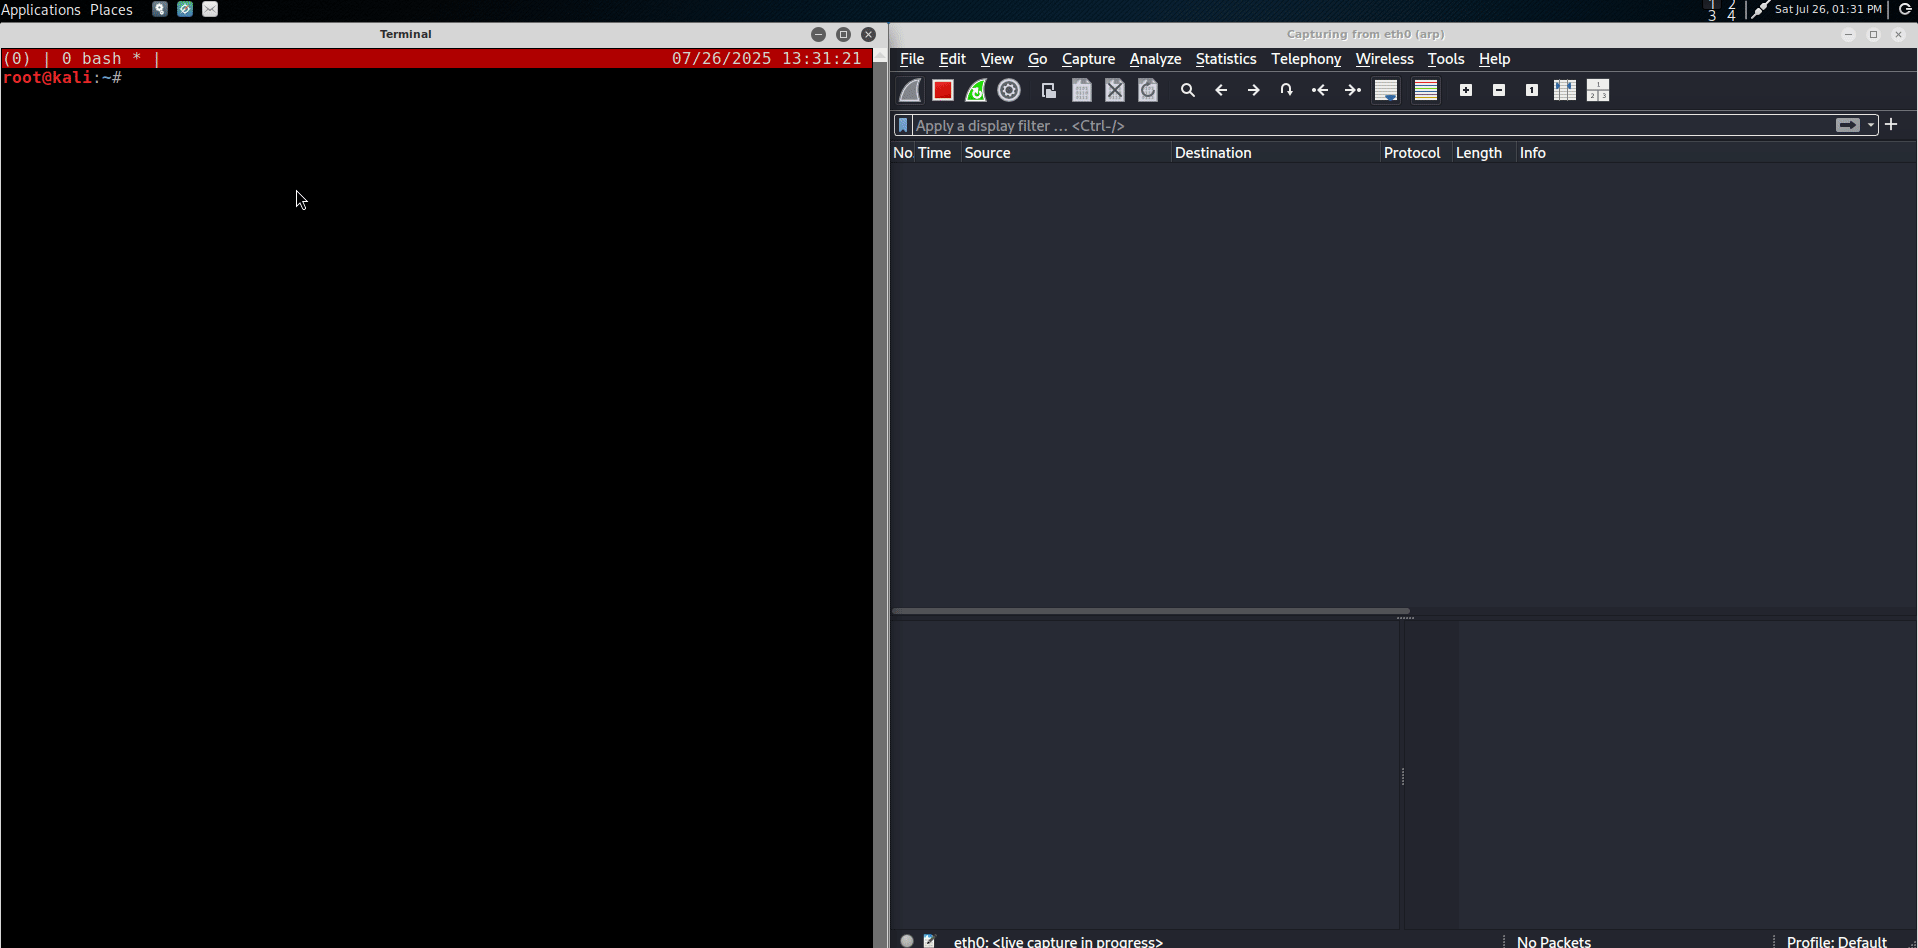 Applications Places
1 2
3 4
Sat Jul 26, 01:31 PM
Terminal
(0) | 0 bash * |
07/26/2025 13:31:21
root@kali:~#
Capturing from eth0 (arp)
File Edit View Go Capture Analyze Statistics Telephony Wireless Tools Help
Apply a display filter … <Ctrl-/>
No. Time Source Destination Protocol Length Info
eth0: <live capture in progress>
No Packets
Profile: Default